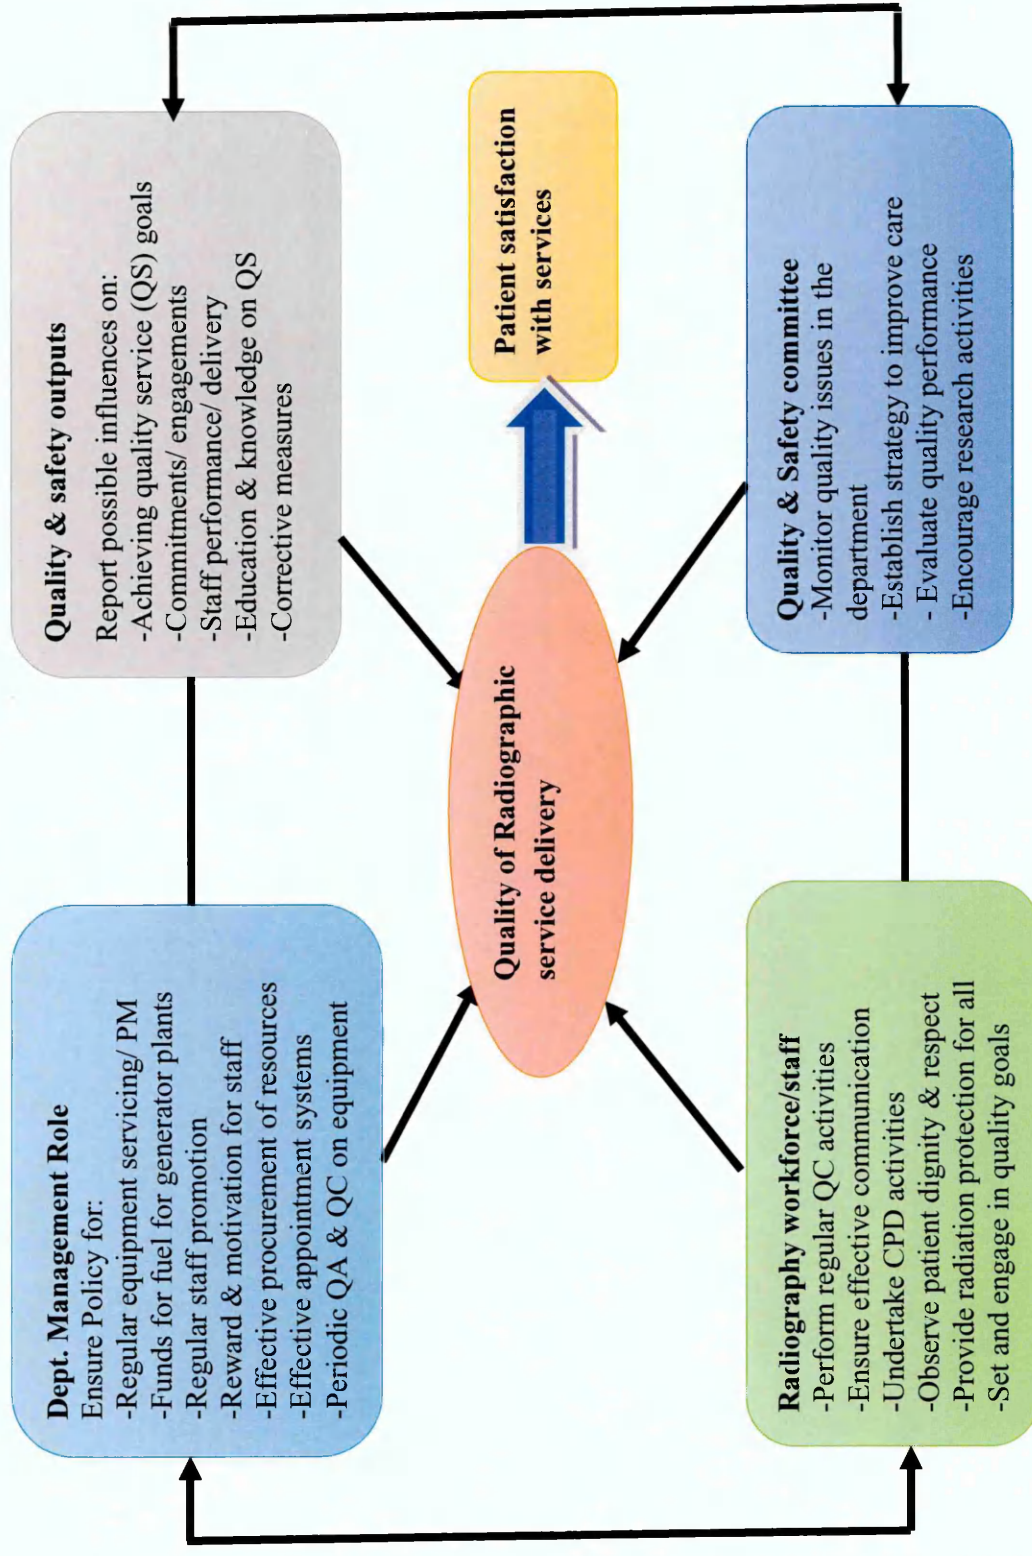 Dept. Management Role
Ensure Policy for:
-Regular equipment servicing/ PM
-Funds for fuel for generator plants
-Regular staff promotion
-Reward & motivation for staff
-Effective procurement of resources
-Effective appointment systems
-Periodic QA & QC on equipment
Quality & safety outputs
Report possible influences on:
-Achieving quality service (QS) goals
-Commitments/ engagements
-Staff performance/ delivery
-Education & knowledge on QS
-Corrective measures
Quality of Radiographic
service delivery
Patient satisfaction
with services
Radiography workforce/staff
-Perform regular QC activities
-Ensure effective communication
-Undertake CPD activities
-Observe patient dignity & respect
-Provide radiation protection for all
-Set and engage in quality goals
Quality & Safety committee
-Monitor quality issues in the
department
-Establish strategy to improve care
- Evaluate quality performance
-Encourage research activities